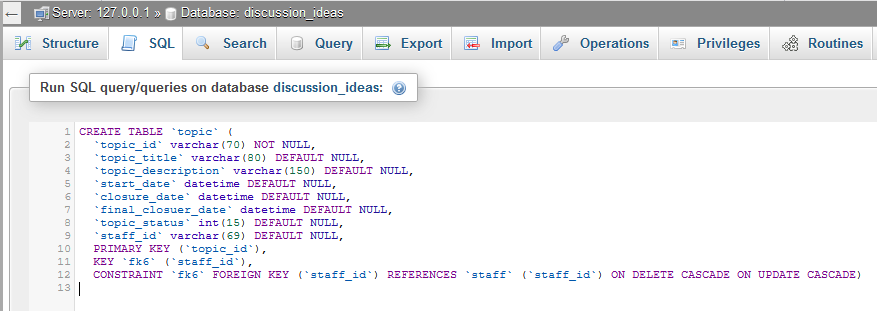 ← Server: 127.0.0.1 » Database: discussion_ideas
Structure SQL Search Query Export Import Operations Privileges Routines
Run SQL query/queries on database discussion_ideas: ?
1 CREATE TABLE `topic` (
2 `topic_id` varchar(70) NOT NULL,
3 `topic_title` varchar(80) DEFAULT NULL,
4 `topic_description` varchar(150) DEFAULT NULL,
5 `start_date` datetime DEFAULT NULL,
6 `closure_date` datetime DEFAULT NULL,
7 `final_closuer_date` datetime DEFAULT NULL,
8 `topic_status` int(15) DEFAULT NULL,
9 `staff_id` varchar(69) DEFAULT NULL,
10 PRIMARY KEY (`topic_id`),
11 KEY `fk6` (`staff_id`),
12 CONSTRAINT `fk6` FOREIGN KEY (`staff_id`) REFERENCES `staff` (`staff_id`) ON DELETE CASCADE ON UPDATE CASCADE)
13